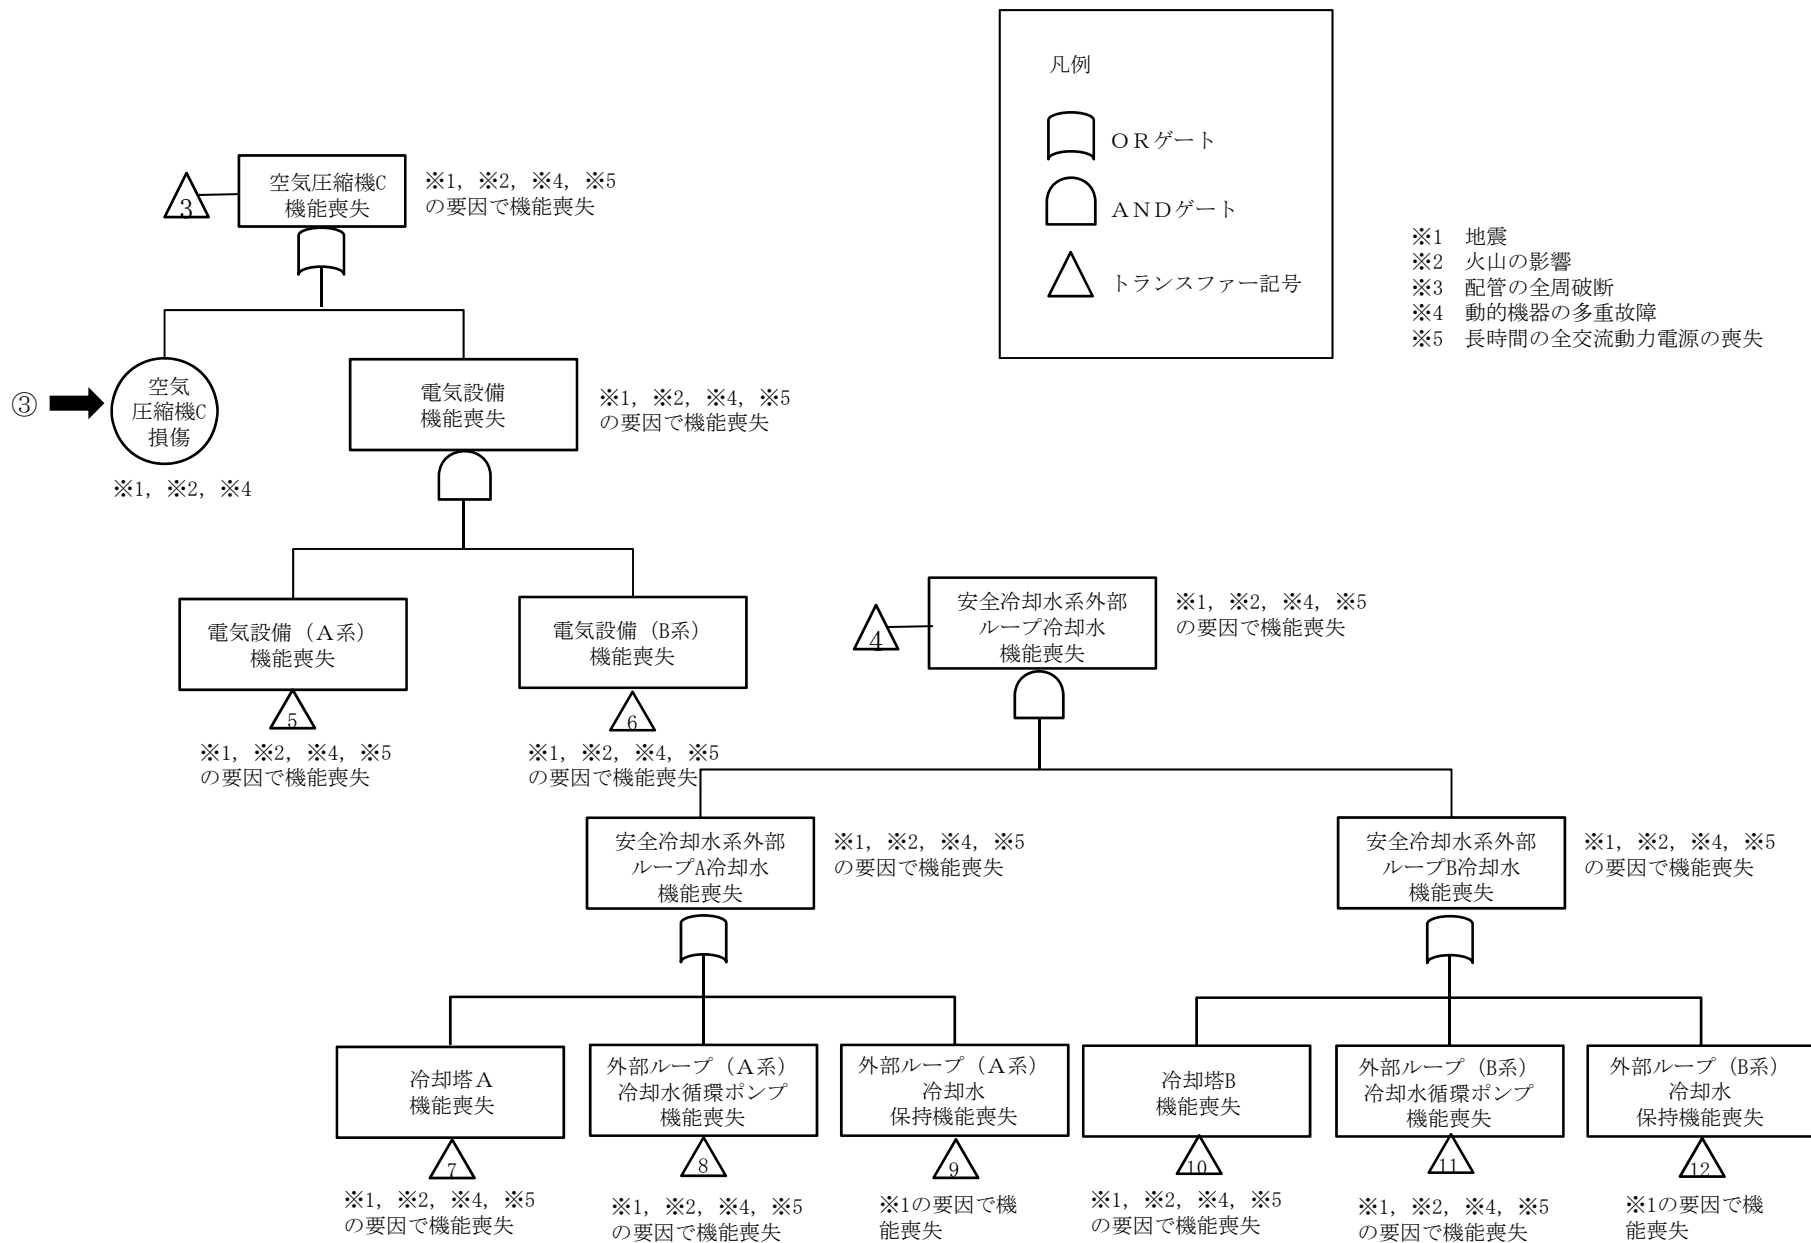 凡例
ORゲート
ANDゲート
トランスファー記号
※1 地震
※2 火山の影響
※3 配管の全周破断
※4 動的機器の多重故障
※5 長時間の全交流動力電源の喪失
3
空気圧縮機C
機能喪失
※1, ※2, ※4, ※5
の要因で機能喪失
③
空気
圧縮機C
損傷
※1, ※2, ※4
電気設備
機能喪失
※1, ※2, ※4, ※5
の要因で機能喪失
電気設備（A系）
機能喪失
5
※1, ※2, ※4, ※5
の要因で機能喪失
電気設備（B系）
機能喪失
6
※1, ※2, ※4, ※5
の要因で機能喪失
4
安全冷却水系外部
ループ冷却水
機能喪失
※1, ※2, ※4, ※5
の要因で機能喪失
安全冷却水系外部
ループA冷却水
機能喪失
※1, ※2, ※4, ※5
の要因で機能喪失
安全冷却水系外部
ループB冷却水
機能喪失
※1, ※2, ※4, ※5
の要因で機能喪失
冷却塔A
機能喪失
7
※1, ※2, ※4, ※5
の要因で機能喪失
外部ループ（A系）
冷却水循環ポンプ
機能喪失
8
※1, ※2, ※4, ※5
の要因で機能喪失
外部ループ（A系）
冷却水
保持機能喪失
9
※1の要因で機
能喪失
冷却塔B
機能喪失
10
※1, ※2, ※4, ※5
の要因で機能喪失
外部ループ（B系）
冷却水循環ポンプ
機能喪失
11
※1, ※2, ※4, ※5
の要因で機能喪失
外部ループ（B系）
冷却水
保持機能喪失
12
※1の要因で機
能喪失